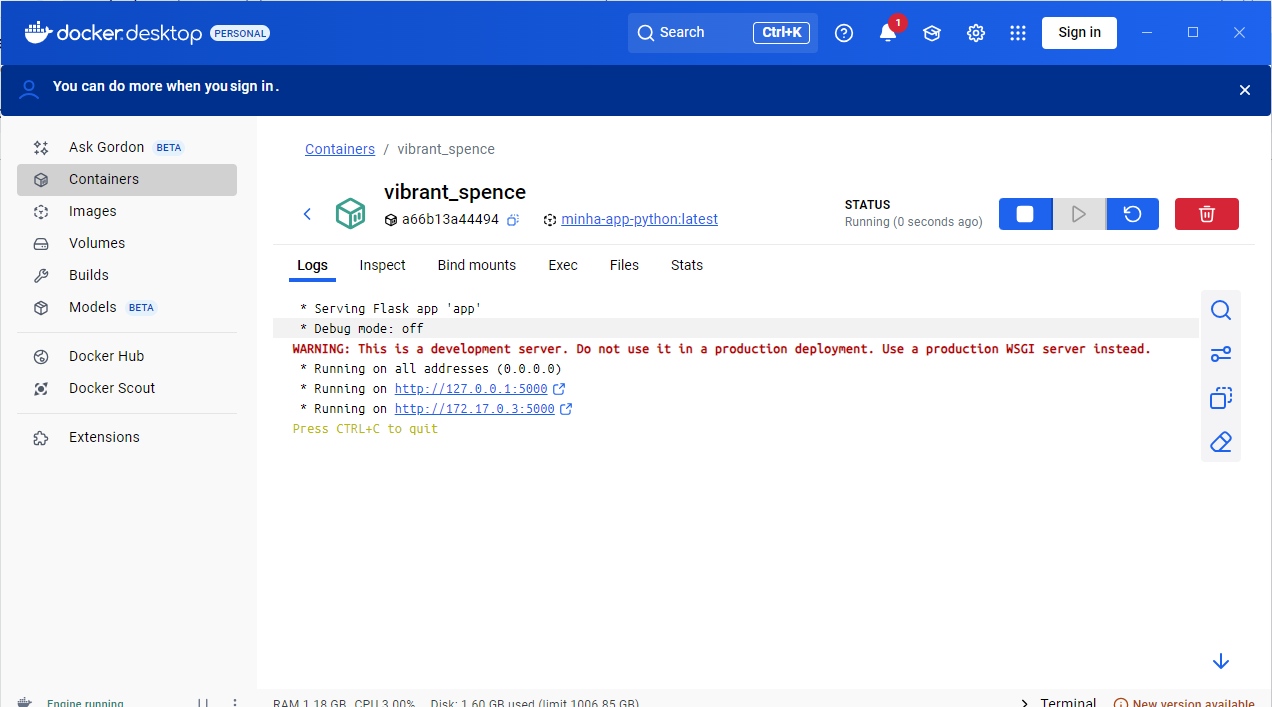 docker.desktop PERSONAL
Search Ctrl+K
1
Sign in
You can do more when you sign in.
Ask Gordon BETA
Containers
Images
Volumes
Builds
Models BETA
Docker Hub
Docker Scout
Extensions
Containers / vibrant_spence
vibrant_spence
a66b13a44494
minha-app-python:latest
STATUS
Running (0 seconds ago)
Logs Inspect Bind mounts Exec Files Stats
* Serving Flask app 'app'
* Debug mode: off
WARNING: This is a development server. Do not use it in a production deployment. Use a production WSGI server instead.
* Running on all addresses (0.0.0.0)
* Running on http://127.0.0.1:5000
* Running on http://172.17.0.3:5000
Press CTRL+C to quit
Engine running
RAM 1.18 GB CPU 3.00% Disk: 1.60 GB used (limit 1006.85 GB)
Terminal
New version available